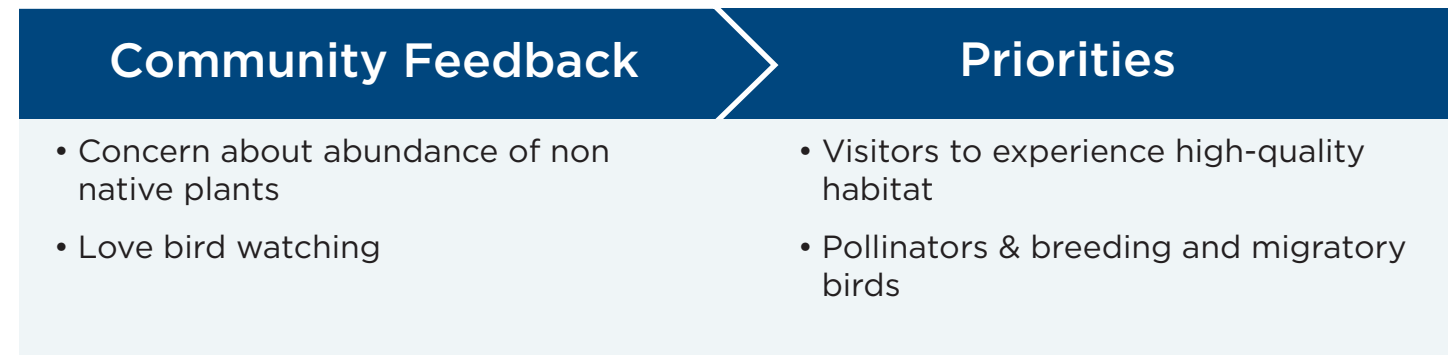 Community Feedback
• Concern about abundance of non
native plants
• Love bird watching
Priorities
• Visitors to experience high-quality
habitat
• Pollinators & breeding and migratory
birds